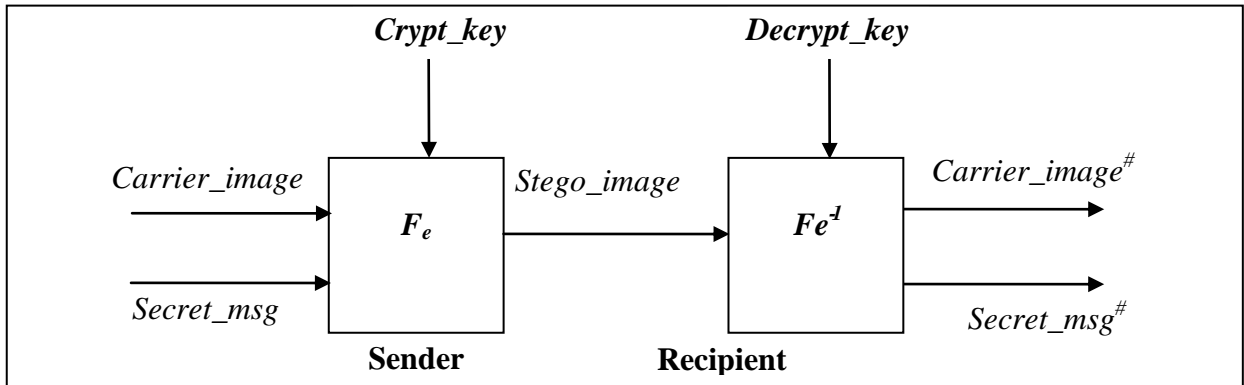 Crypt_key Decrypt_key
Carrier_image Stego_image Carrier_image#
Fe Fe-1
Secret_msg Secret_msg#
Sender Recipient